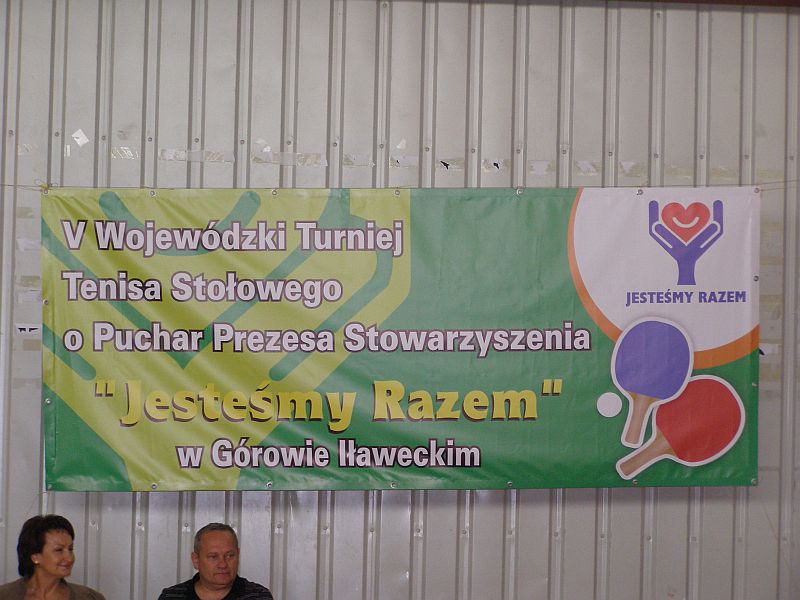 V Wojewódzki Turniej
Tenisa Stołowego
o Puchar Prezesa Stowarzyszenia
"Jesteśmy Razem"
w Górowie Iławeckim
JESTEŚMY RAZEM